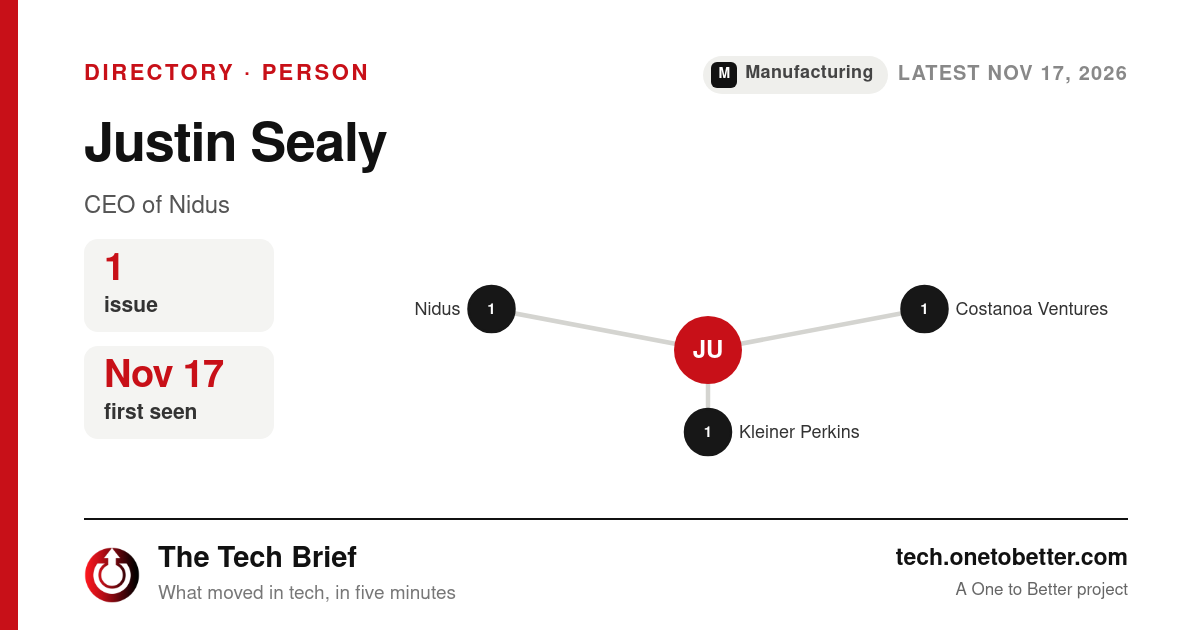 DIRECTORY · PERSON
M Manufacturing
LATEST NOV 17, 2026
Justin Sealy
CEO of Nidus
1
issue
Nov 17
first seen
Nidus
1
JU
1
Costanoa Ventures
1
Kleiner Perkins
The Tech Brief
What moved in tech, in five minutes
tech.onetobetter.com
A One to Better project